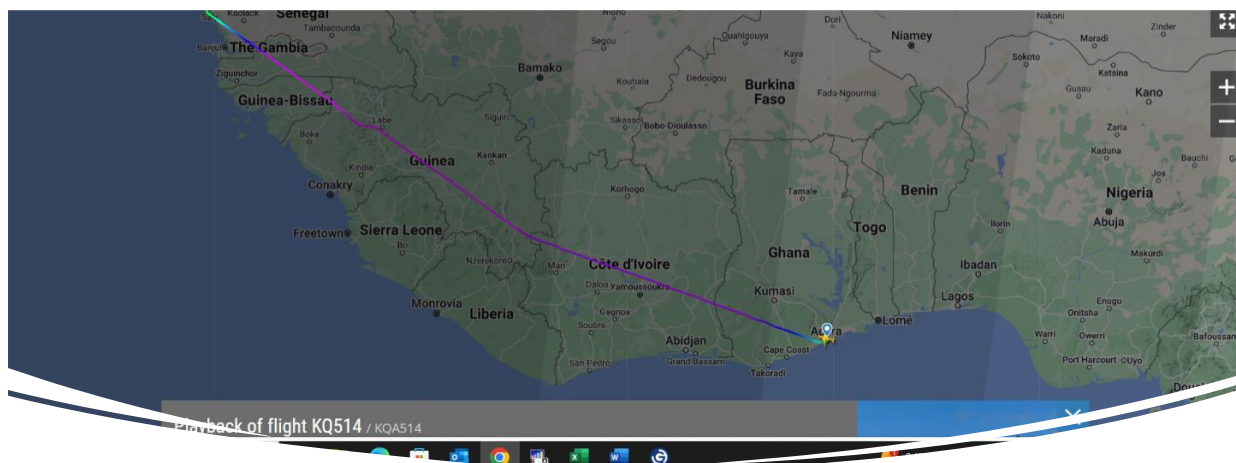 Kaolack
Senegal
Tambacounda
Nioro
Dori
Nakoni
Zinder
Banjul
The Gambia
Segou
Ouahigouya
Niamey
Maradi
Kaya
Sokoto
Katsina
Ziguinchor
Bamako
Koutiala
Dedougou
Burkina
Faso
Fada-Ngourma
Gusau
Kano
Guinea-Bissau
Labe
Siguiri
Sikasso
Bobo-Dioulasso
Zaria
Boke
Kaduna
Bauchi
Kindia
Guinea
Kankan
Jos
Conakry
Korhogo
Tamale
Benin
Nigeria
Abuja
Freetown
Sierra Leone
Bo
Togo
Ilorin
Nzerekore
Man
Côte d'Ivoire
Ghana
Ibadan
Makurdi
Daloa
Yamoussoukro
Kumasi
Monrovia
Liberia
Gagnoa
Lagos
Enugu
Onitsha
Soubre
Accra
Lomé
Warri
Owerri
Bafoussam
Abidjan
Cape Coast
San Pedro
Grand-Bassam
Takoradi
Port Harcourt
Uyo
Playback of flight KQ514 / KQA514